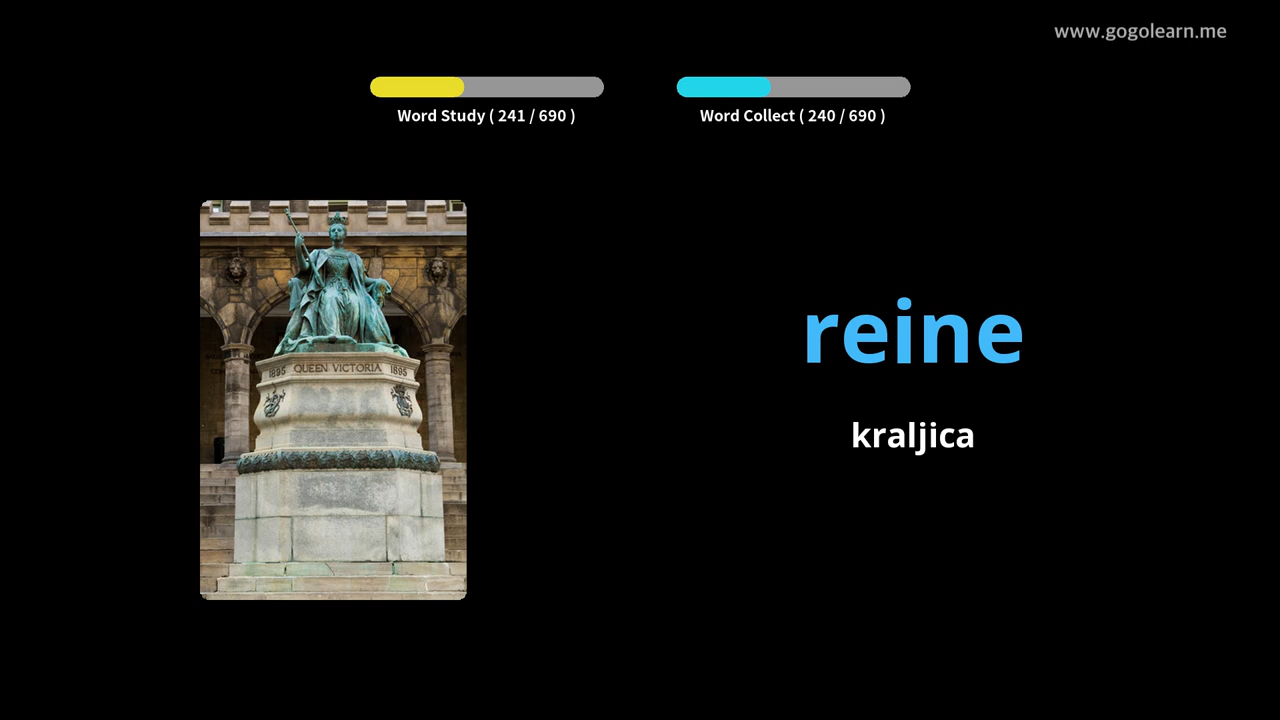 www.gogolearn.me
Word Study ( 241 / 690 )
Word Collect ( 240 / 690 )
1895 QUEEN VICTORIA 1895
reine
kraljica